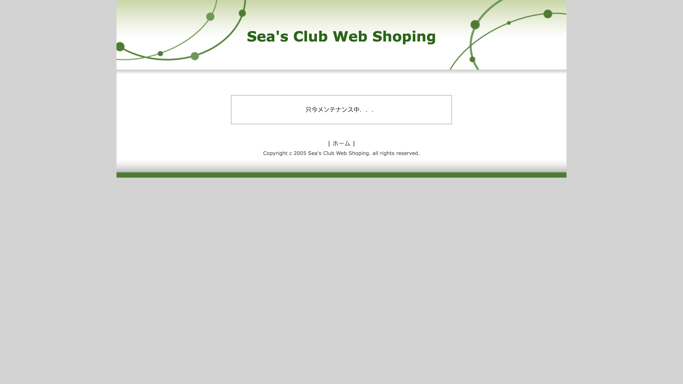 Sea's Club Web Shoping
只今メンテナンス中．．．
| ホーム |
Copyright c 2005 Sea's Club Web Shoping. all rights reserved.